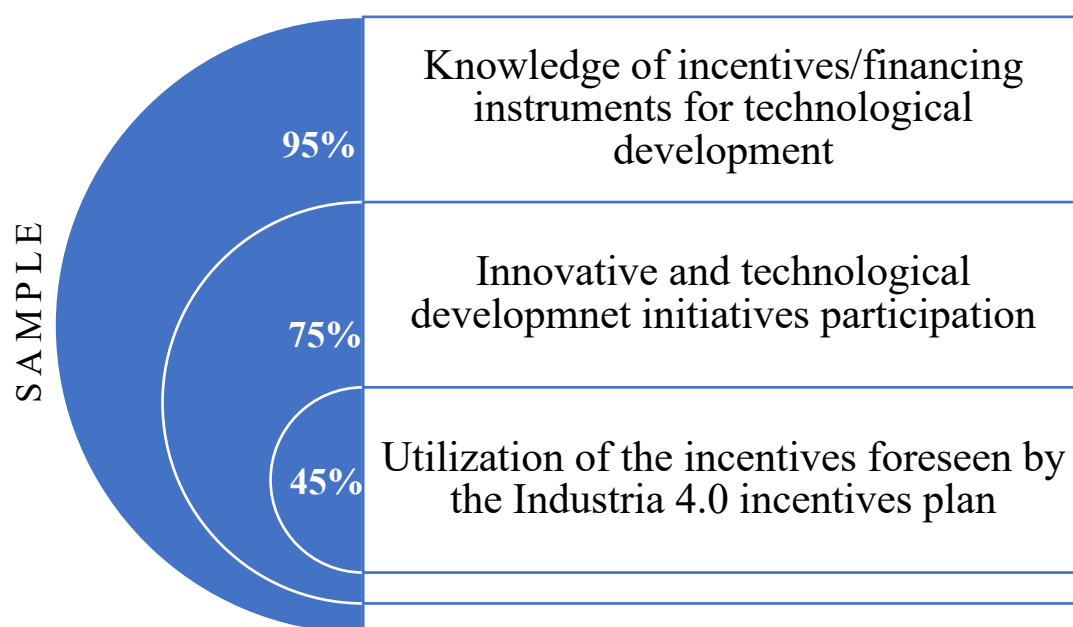 SAMPLE
95%
Knowledge of incentives/financing
instruments for technological
development
75%
Innovative and technological
developmnet initiatives participation
45%
Utilization of the incentives foreseen by
the Industria 4.0 incentives plan